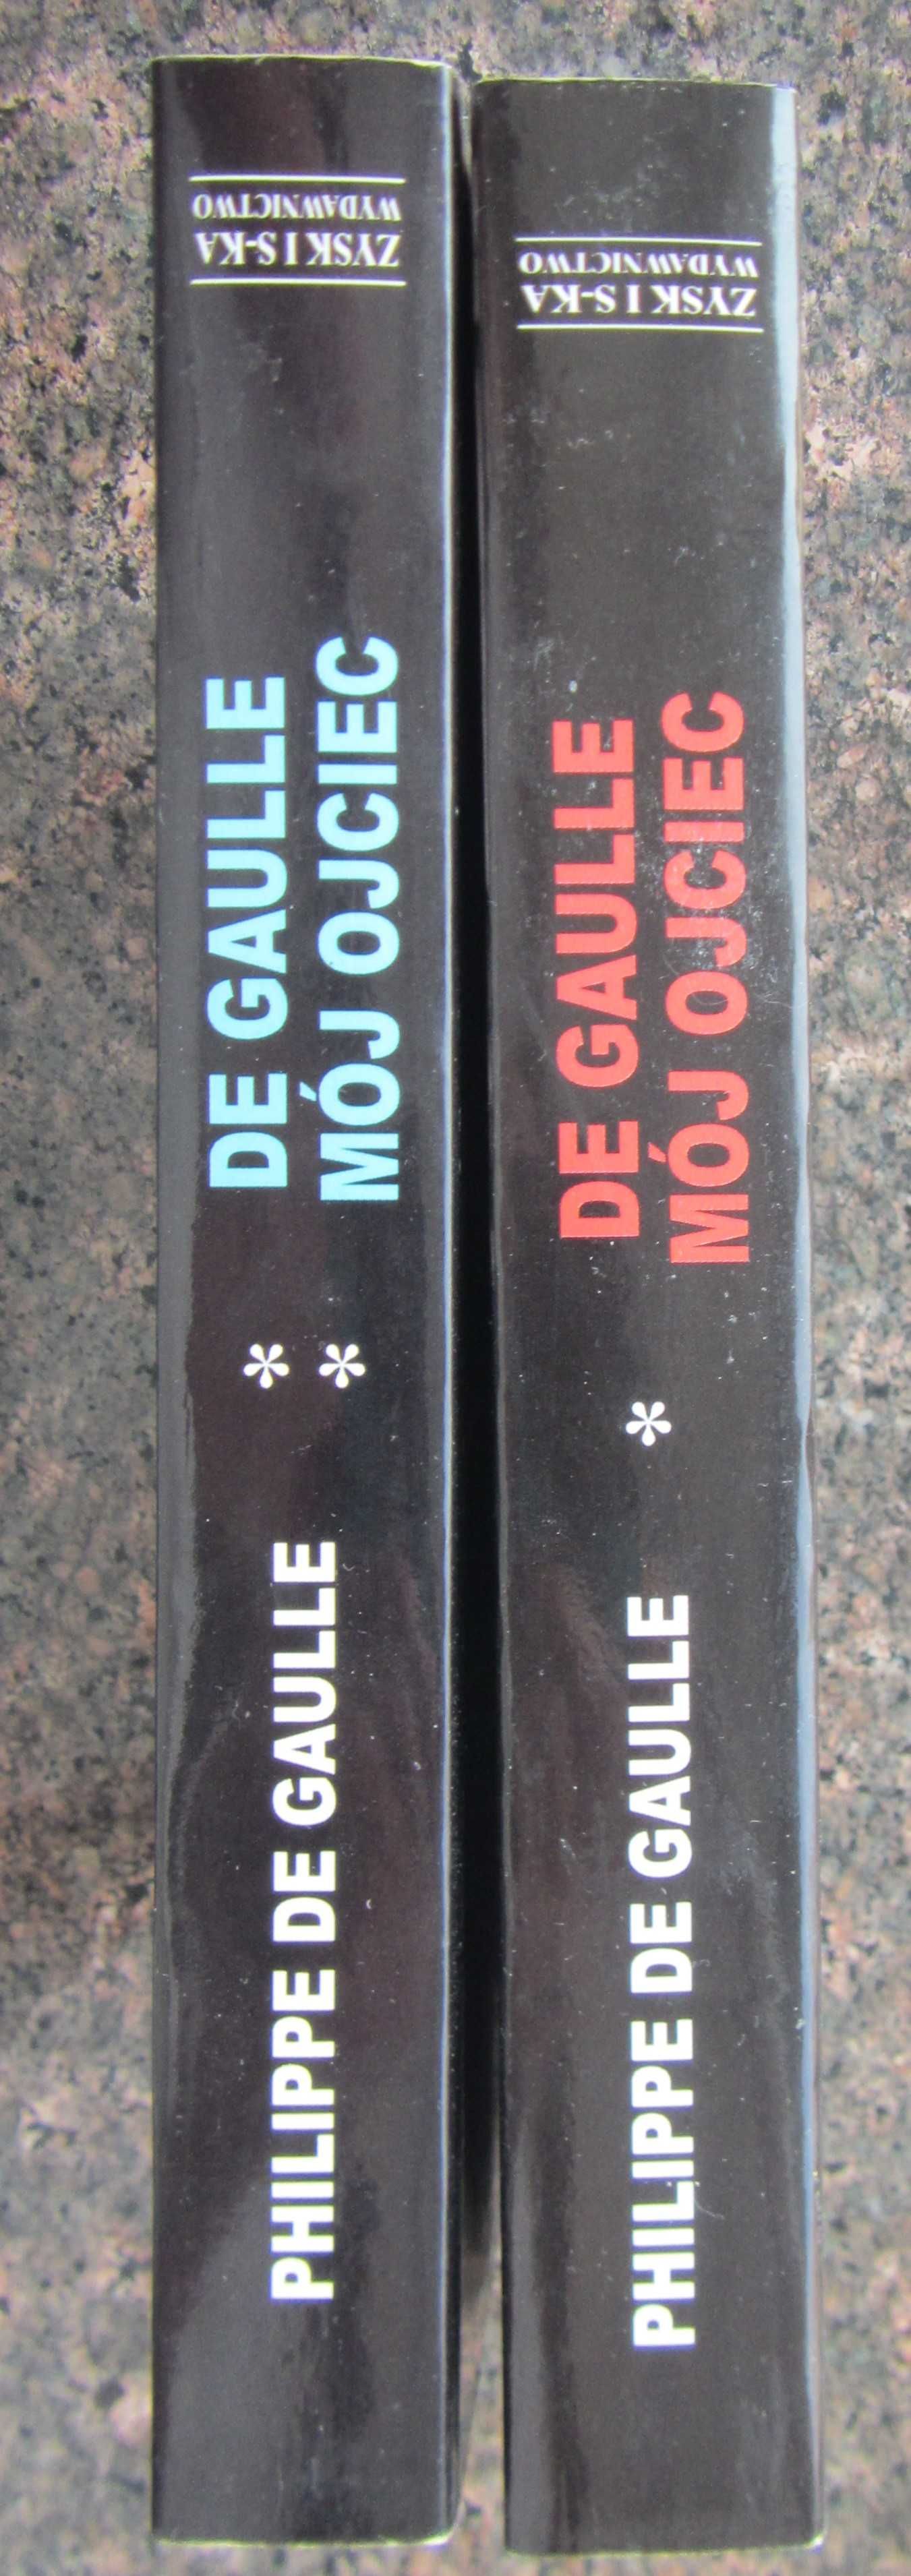 PHILIPPE DE GAULLE
**
DE GAULLE
MÓJ OJCIEC
ZYSK I S-KA
WYDAWNICTWO
PHILIPPE DE GAULLE
*
DE GAULLE
MÓJ OJCIEC
ZYSK I S-KA
WYDAWNICTWO